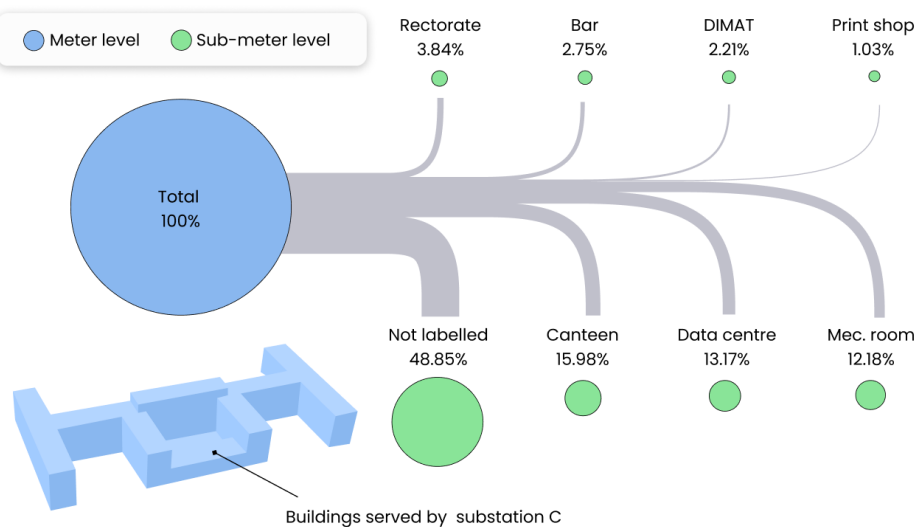 Meter level
Sub-meter level
Rectorate
3.84%
Bar
2.75%
DIMAT
2.21%
Print shop
1.03%
Total
100%
Not labelled
48.85%
Canteen
15.98%
Data centre
13.17%
Mec. room
12.18%
Buildings served by substation C